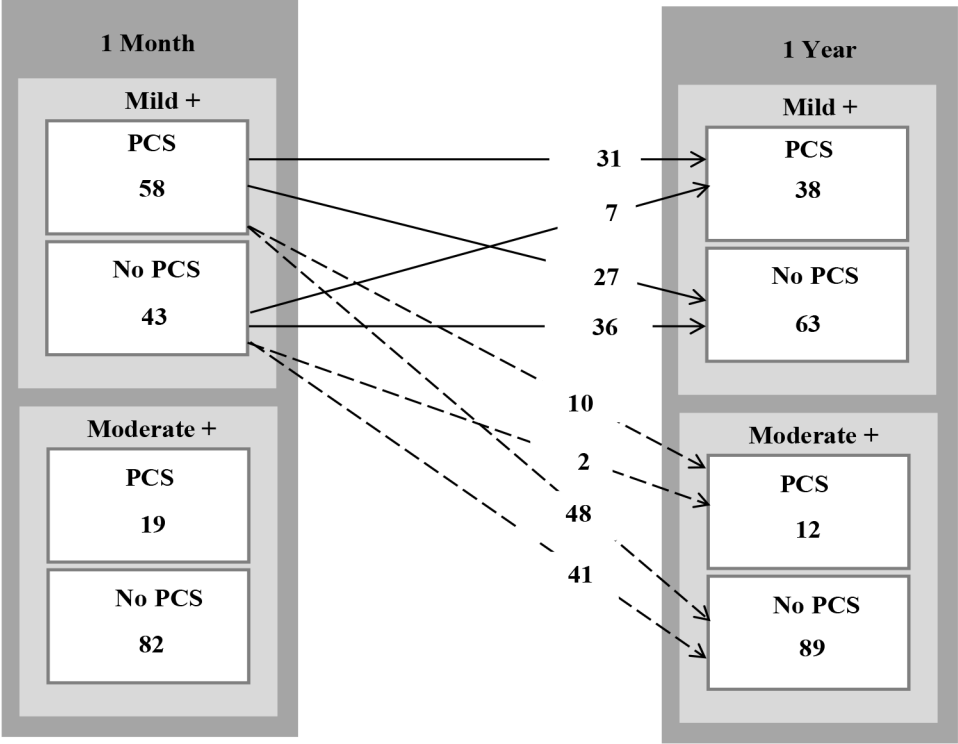 1 Month
Mild +
PCS
58
No PCS
43
Moderate +
PCS
19
No PCS
82
31
7
27
36
10
2
48
41
1 Year
Mild +
PCS
38
No PCS
63
Moderate +
PCS
12
No PCS
89